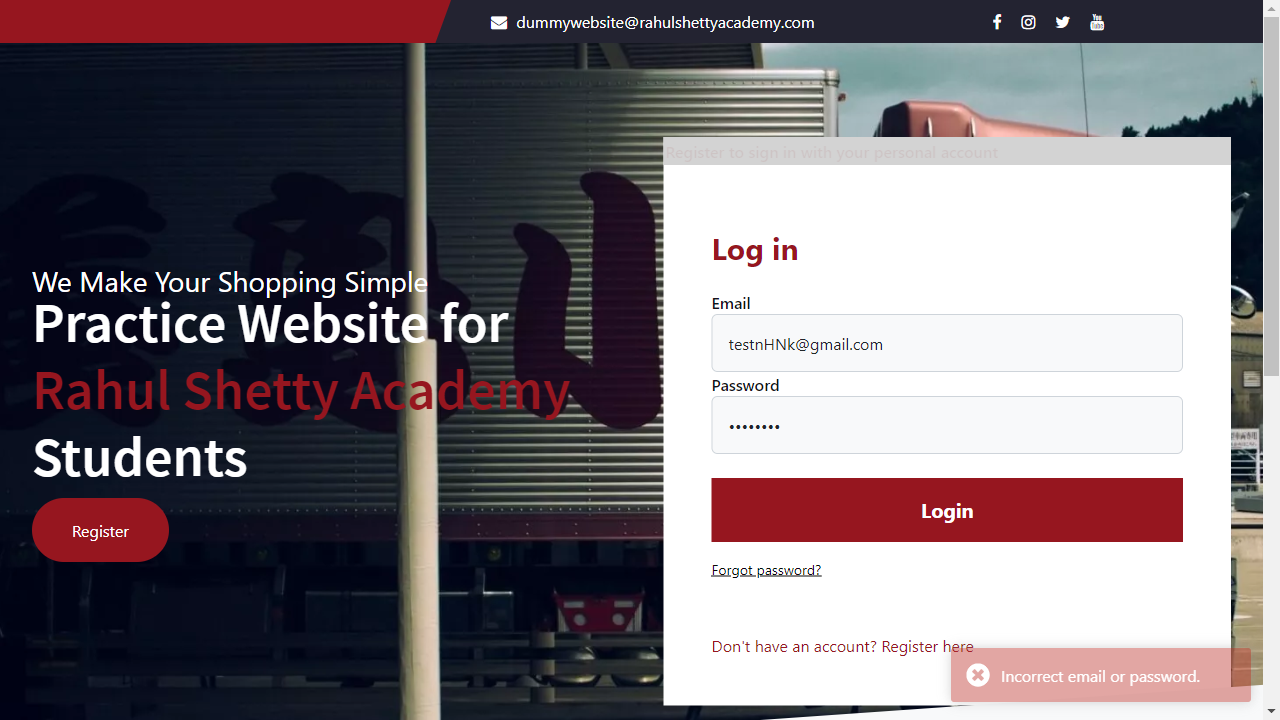 dummywebsite@rahulshettyacademy.com
Register to sign in with your personal account
We Make Your Shopping Simple
Practice Website for
Rahul Shetty Academy
Students
Register
Log in
Email
testnHNk@gmail.com
Password
••••••••
Login
Forgot password?
Don't have an account? Register here
Incorrect email or password.